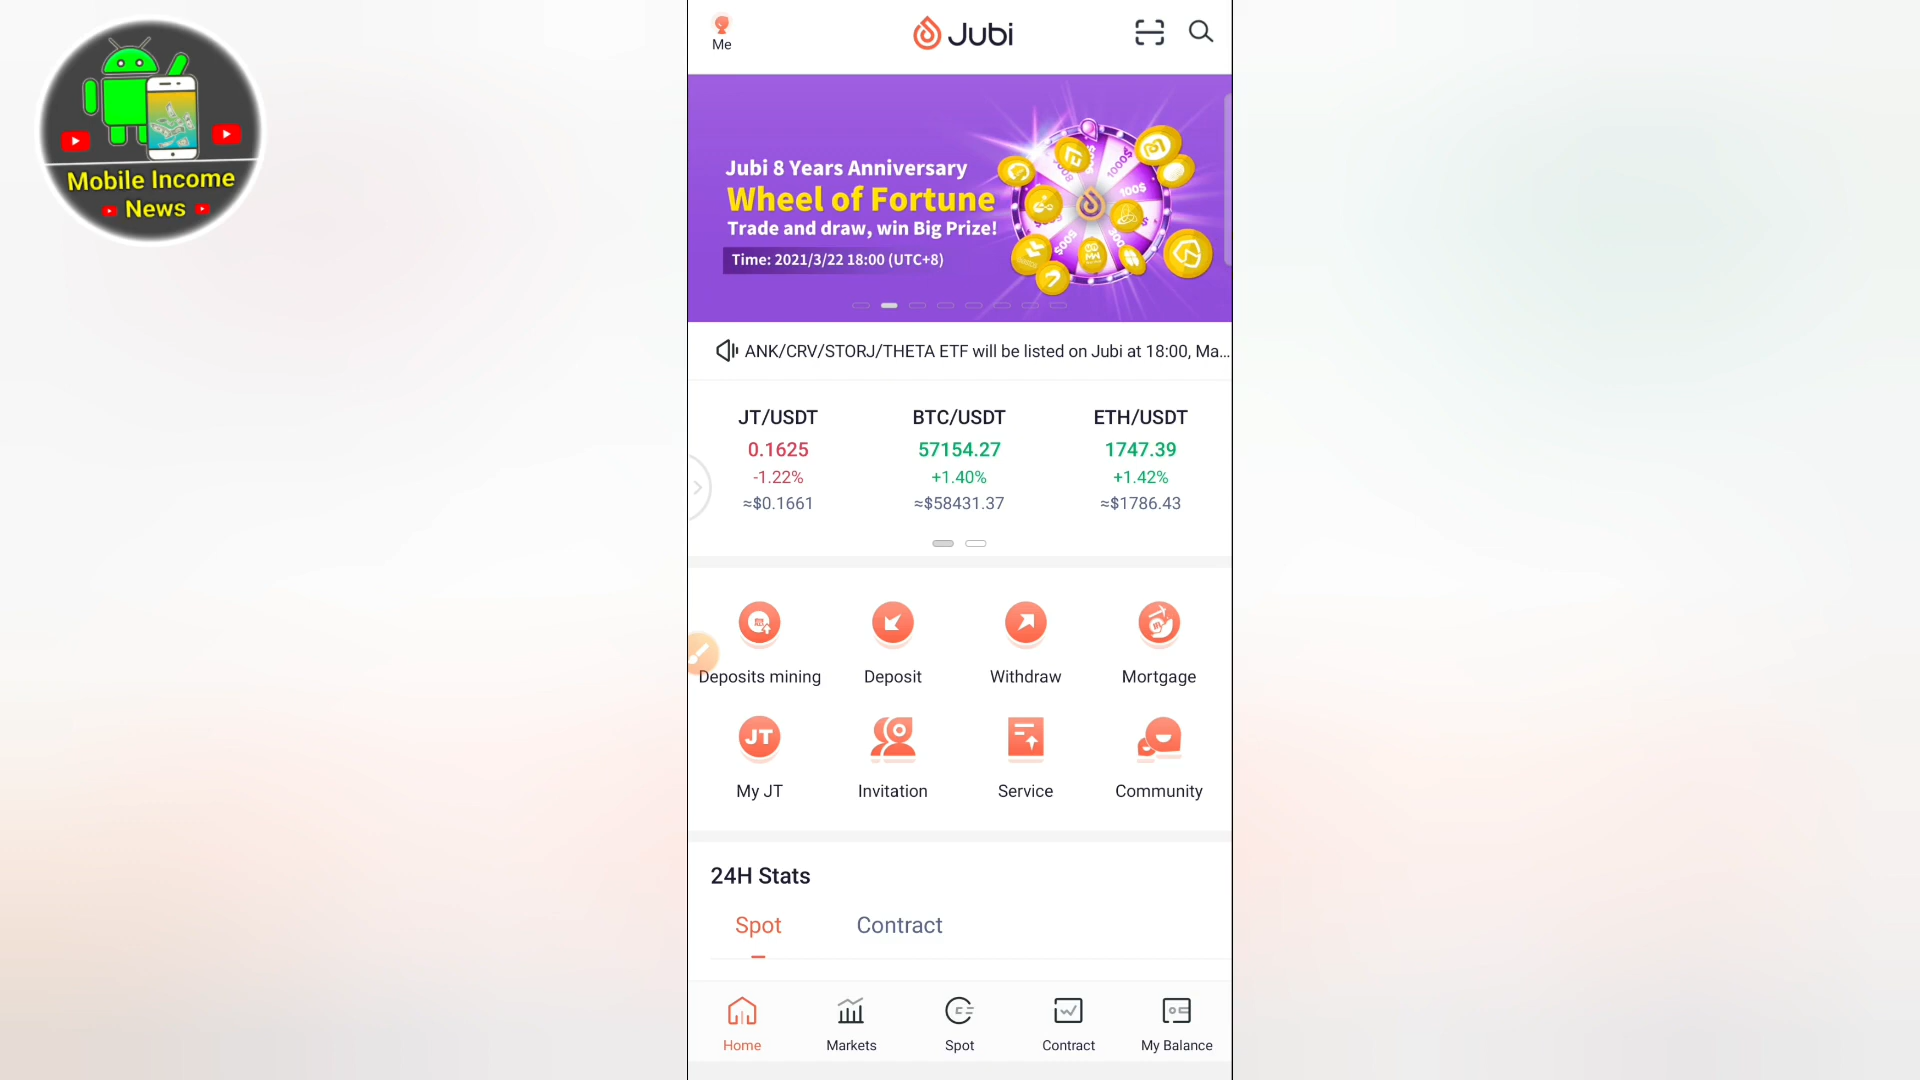 Mobile Income
News
Me
Jubi
Jubi 8 Years Anniversary
Wheel of Fortune
Trade and draw, win Big Prize!
Time: 2021/3/22 18:00 (UTC+8)
1000$
100$
300
500$
ANK/CRV/STORJ/THETA ETF will be listed on Jubi at 18:00, Ma...
JT/USDT BTC/USDT ETH/USDT
0.1625 57154.27 1747.39
-1.22% +1.40% +1.42%
≈$0.1661 ≈$58431.37 ≈$1786.43
Deposits mining Deposit Withdraw Mortgage
JT
My JT Invitation Service Community
24H Stats
Spot Contract
Home Markets Spot Contract My Balance